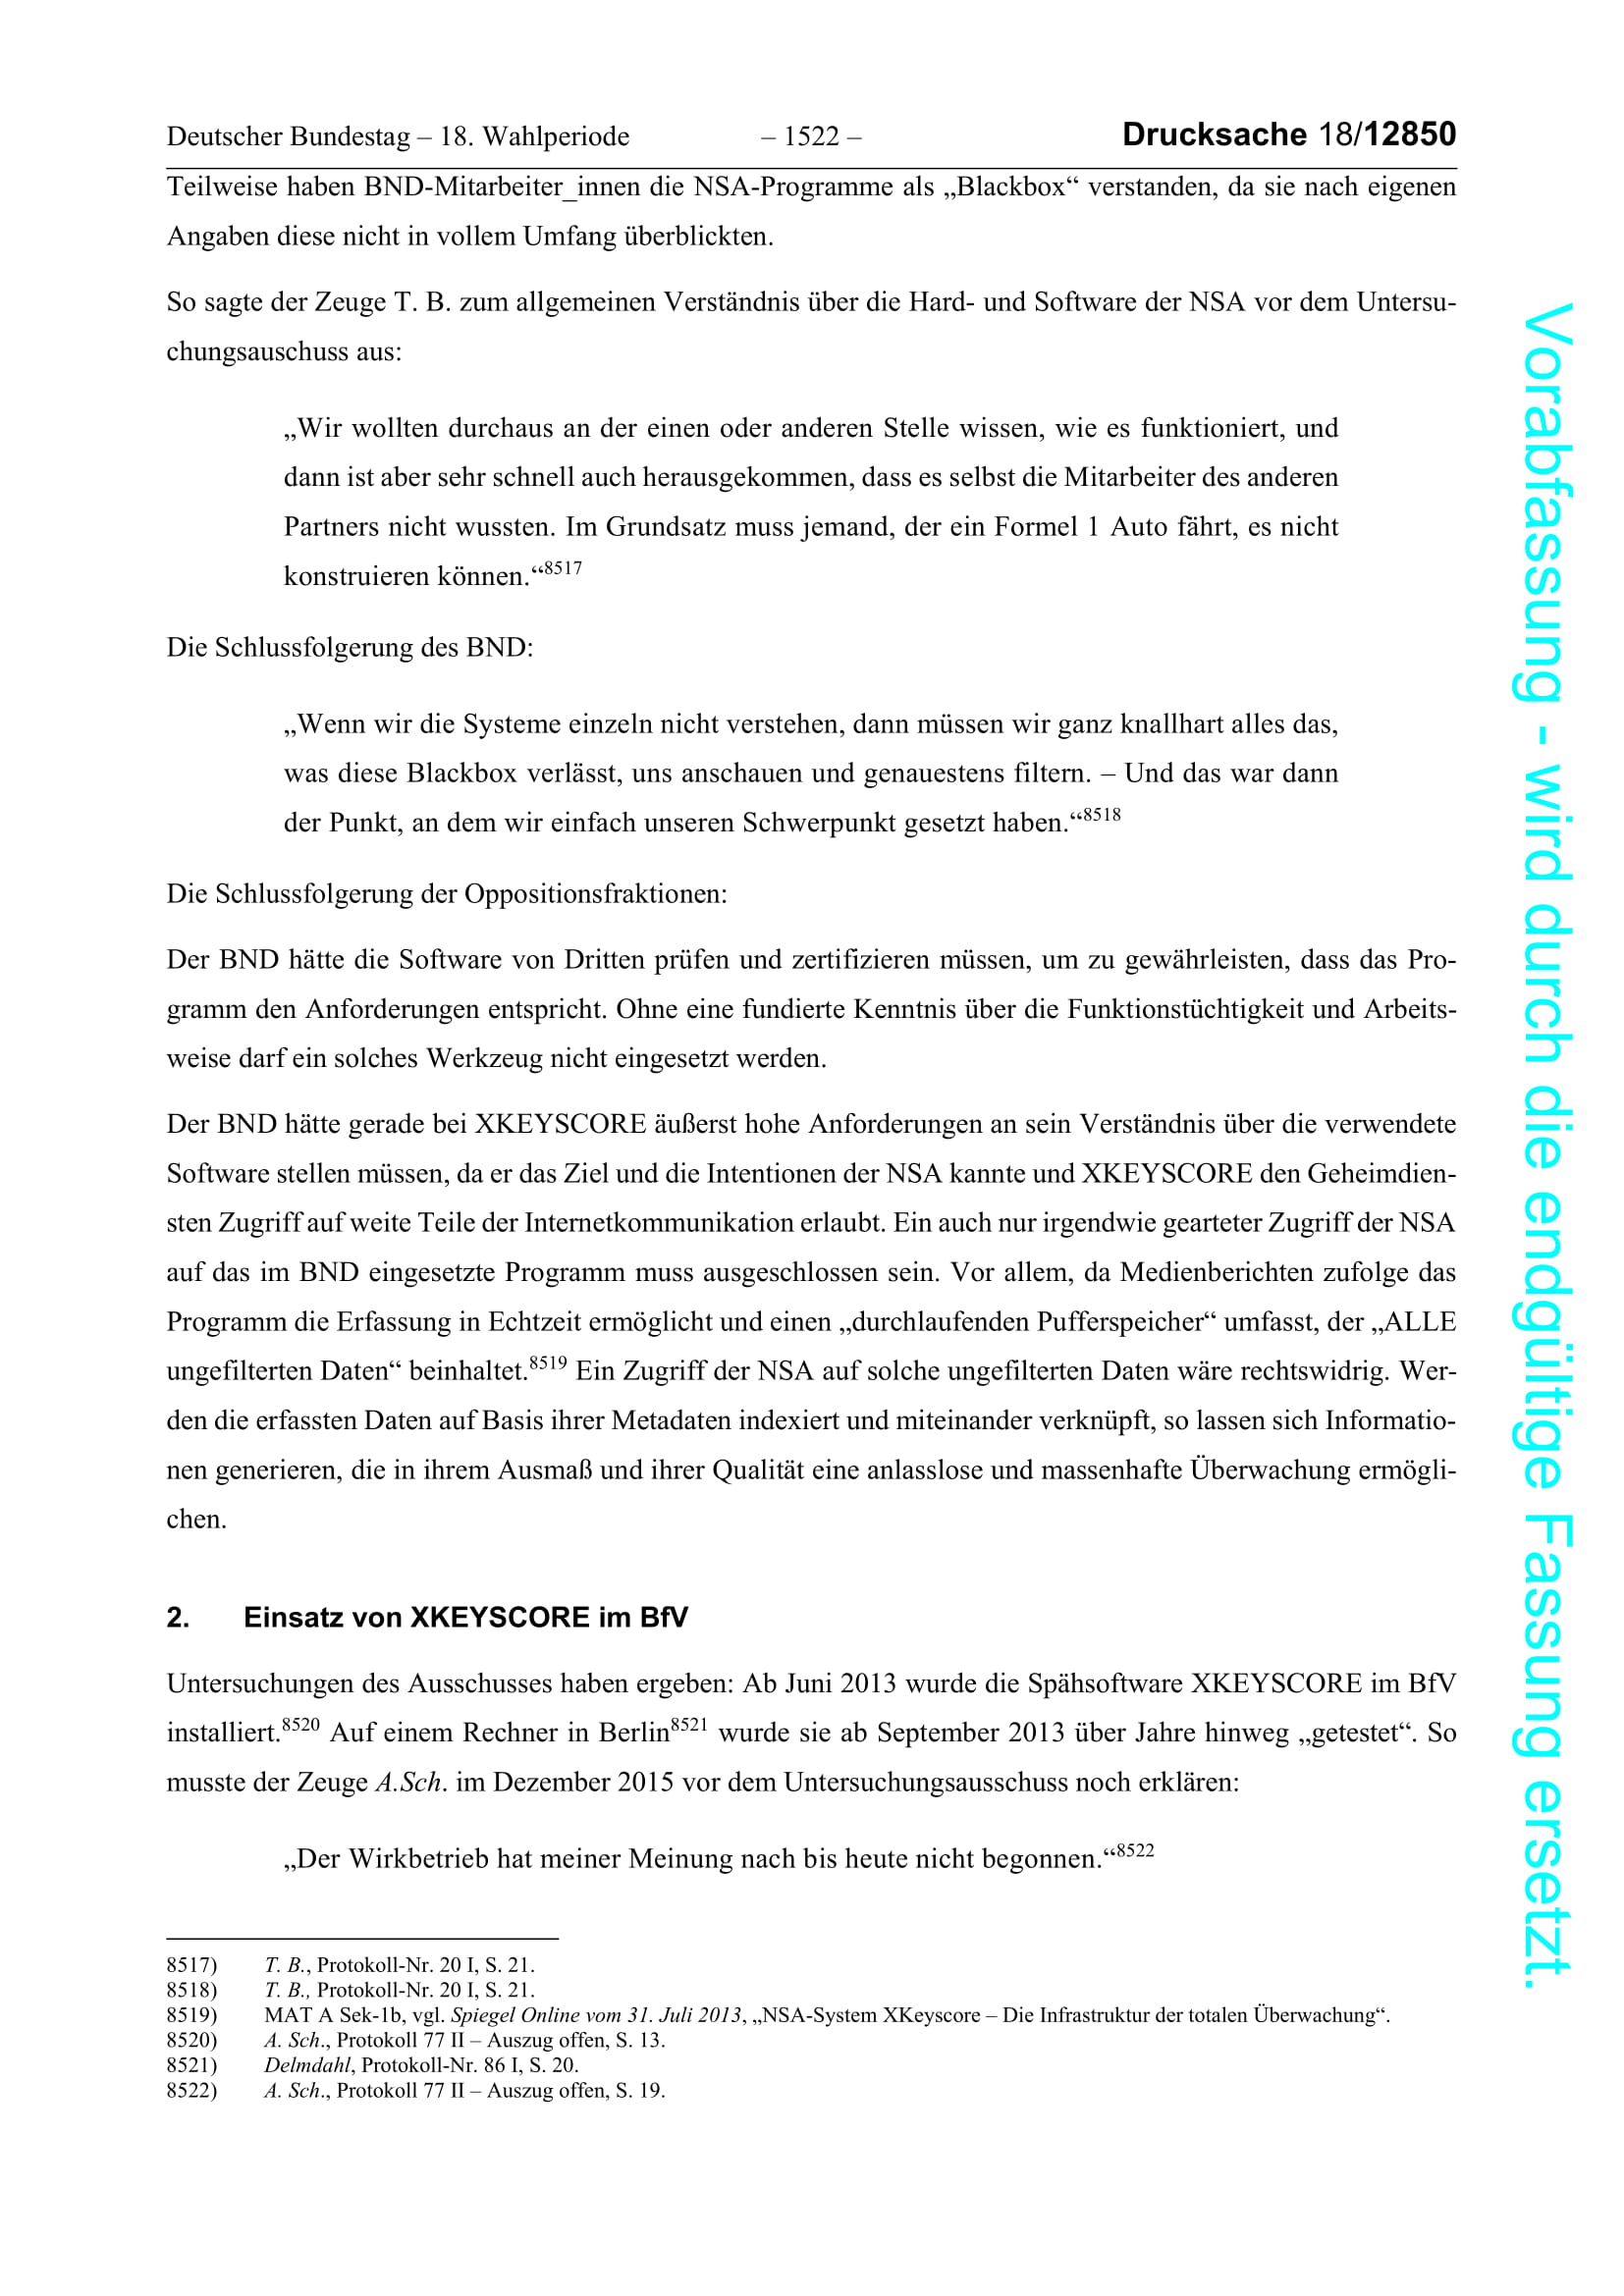 Deutscher Bundestag – 18. Wahlperiode – 1522 – Drucksache 18/12850
Teilweise haben BND-Mitarbeiter_innen die NSA-Programme als „Blackbox“ verstanden, da sie nach eigenen
Angaben diese nicht in vollem Umfang überblickten.
So sagte der Zeuge T. B. zum allgemeinen Verständnis über die Hard- und Software der NSA vor dem Untersu-
chungsauschuss aus:
„Wir wollten durchaus an der einen oder anderen Stelle wissen, wie es funktioniert, und
dann ist aber sehr schnell auch herausgekommen, dass es selbst die Mitarbeiter des anderen
Partners nicht wussten. Im Grundsatz muss jemand, der ein Formel 1 Auto fährt, es nicht
konstruieren können.“8517
Die Schlussfolgerung des BND:
„Wenn wir die Systeme einzeln nicht verstehen, dann müssen wir ganz knallhart alles das,
was diese Blackbox verlässt, uns anschauen und genauestens filtern. – Und das war dann
der Punkt, an dem wir einfach unseren Schwerpunkt gesetzt haben.“8518
Die Schlussfolgerung der Oppositionsfraktionen:
Der BND hätte die Software von Dritten prüfen und zertifizieren müssen, um zu gewährleisten, dass das Pro-
gramm den Anforderungen entspricht. Ohne eine fundierte Kenntnis über die Funktionstüchtigkeit und Arbeits-
weise darf ein solches Werkzeug nicht eingesetzt werden.
Der BND hätte gerade bei XKEYSCORE äußerst hohe Anforderungen an sein Verständnis über die verwendete
Software stellen müssen, da er das Ziel und die Intentionen der NSA kannte und XKEYSCORE den Geheimdien-
sten Zugriff auf weite Teile der Internetkommunikation erlaubt. Ein auch nur irgendwie gearteter Zugriff der NSA
auf das im BND eingesetzte Programm muss ausgeschlossen sein. Vor allem, da Medienberichten zufolge das
Programm die Erfassung in Echtzeit ermöglicht und einen „durchlaufenden Pufferspeicher“ umfasst, der „ALLE
ungefilterten Daten“ beinhaltet.8519 Ein Zugriff der NSA auf solche ungefilterten Daten wäre rechtswidrig. Wer-
den die erfassten Daten auf Basis ihrer Metadaten indexiert und miteinander verknüpft, so lassen sich Informatio-
nen generieren, die in ihrem Ausmaß und ihrer Qualität eine anlasslose und massenhafte Überwachung ermögli-
chen.
2. Einsatz von XKEYSCORE im BfV
Untersuchungen des Ausschusses haben ergeben: Ab Juni 2013 wurde die Spähsoftware XKEYSCORE im BfV
installiert.8520 Auf einem Rechner in Berlin8521 wurde sie ab September 2013 über Jahre hinweg „getestet“. So
musste der Zeuge A.Sch. im Dezember 2015 vor dem Untersuchungsausschuss noch erklären:
„Der Wirkbetrieb hat meiner Meinung nach bis heute nicht begonnen.“8522
8517) T. B., Protokoll-Nr. 20 I, S. 21.
8518) T. B., Protokoll-Nr. 20 I, S. 21.
8519) MAT A Sek-1b, vgl. Spiegel Online vom 31. Juli 2013, „NSA-System XKeyscore – Die Infrastruktur der totalen Überwachung“.
8520) A. Sch., Protokoll 77 II – Auszug offen, S. 13.
8521) Delmdahl, Protokoll-Nr. 86 I, S. 20.
8522) A. Sch., Protokoll 77 II – Auszug offen, S. 19.
Vorabfassung - wird durch die endgültige Fassung ersetzt.